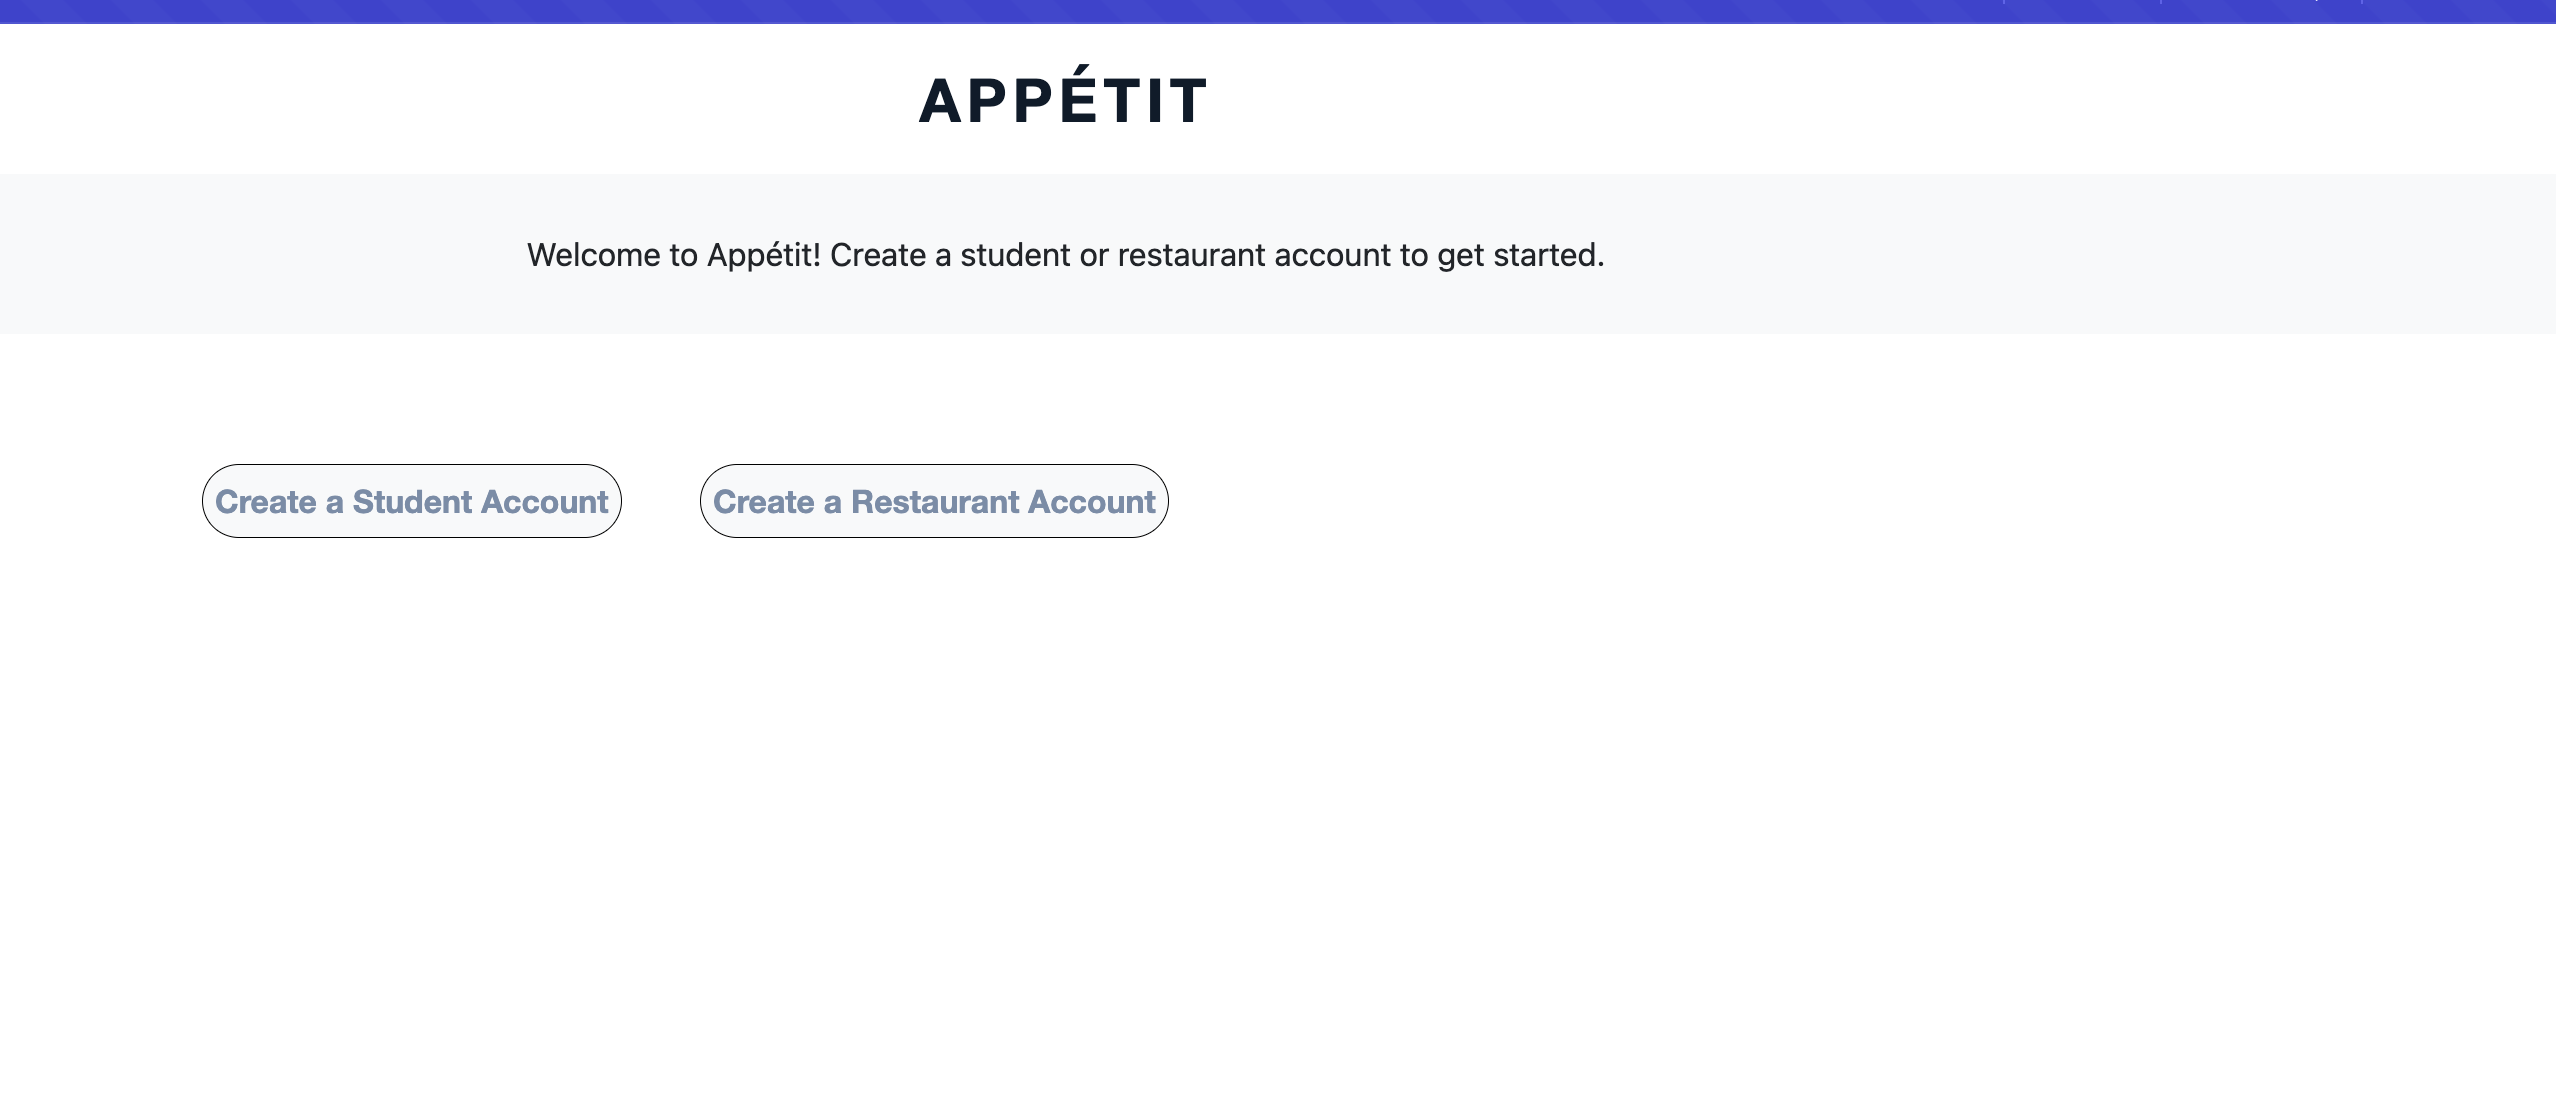 APPÉTIT
Welcome to Appétit! Create a student or restaurant account to get started.
Create a Student Account
Create a Restaurant Account